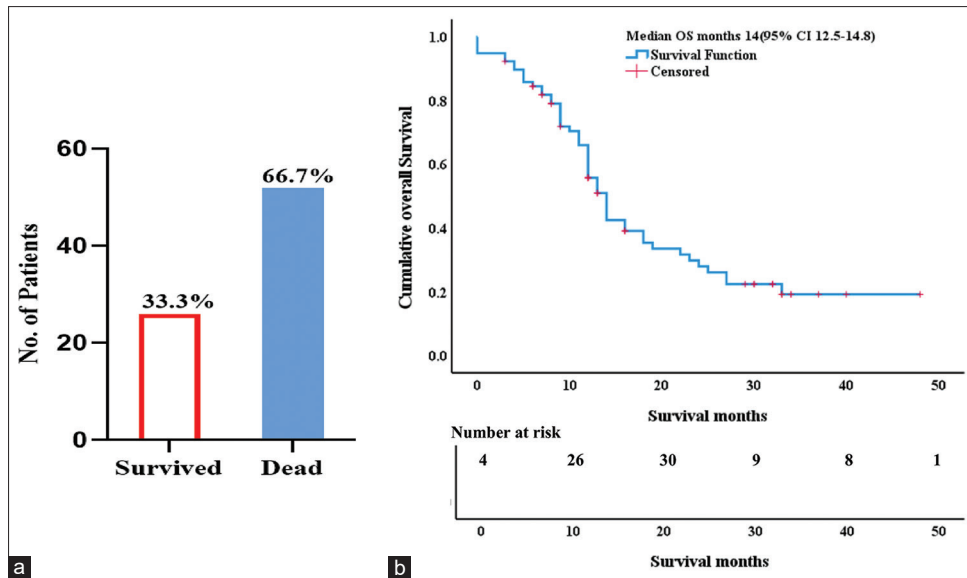 No. of Patients
60
40
20
0
33.3%
66.7%
Survived Dead
a
Cumulative overall Survival
1.0
0.8
0.6
0.4
0.2
0.0
Median OS months 14(95% CI 12.5-14.8)
Survival Function
Censored
0 10 20 30 40 50
Survival months
Number at risk
4 26 30 9 8 1
0 10 20 30 40 50
Survival months
b